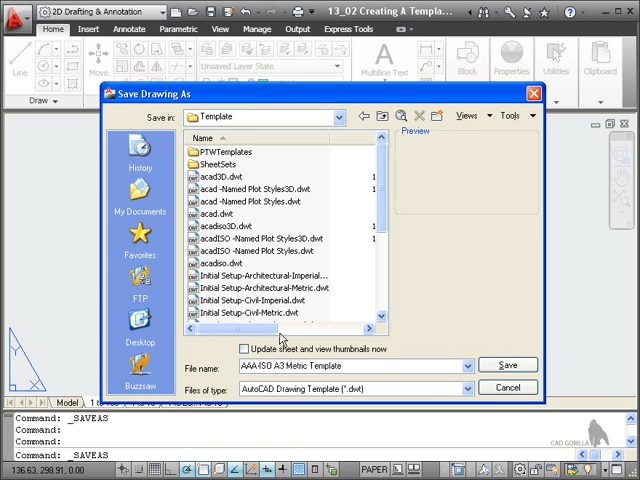 2D Drafting & Annotation
13_02 Creating A Templat...
Home
Insert
Annotate
Parametric
View
Manage
Output
Express Tools
Line
Move
Unsaved Layer State
Multiline Text
Block
Properties
Utilities
Clipboard
Draw
Save Drawing As
Save in:
Template
Views
Tools
Name
Preview
PTWTemplates
SheetSets
acad3D.dwt
acad -Named Plot Styles3D.dwt
acad -Named Plot Styles.dwt
acad.dwt
acadiso3D.dwt
acadISO -Named Plot Styles3D.dwt
acadISO -Named Plot Styles.dwt
acadiso.dwt
Initial Setup-Architectural-Imperial...
Initial Setup-Architectural-Metric.dwt
Initial Setup-Civil-Imperial.dwt
Initial Setup-Civil-Metric.dwt
History
My Documents
Favorites
FTP
Desktop
Buzzsaw
Update sheet and view thumbnails now
File name:
AAA-ISO A3 Metric Template
Save
Files of type:
AutoCAD Drawing Template (*.dwt)
Cancel
Model
Command: _SAVEAS
Command:
Command:
Command: _SAVEAS
CAD GORILLA
136.63, 298.91, 0.00
PAPER